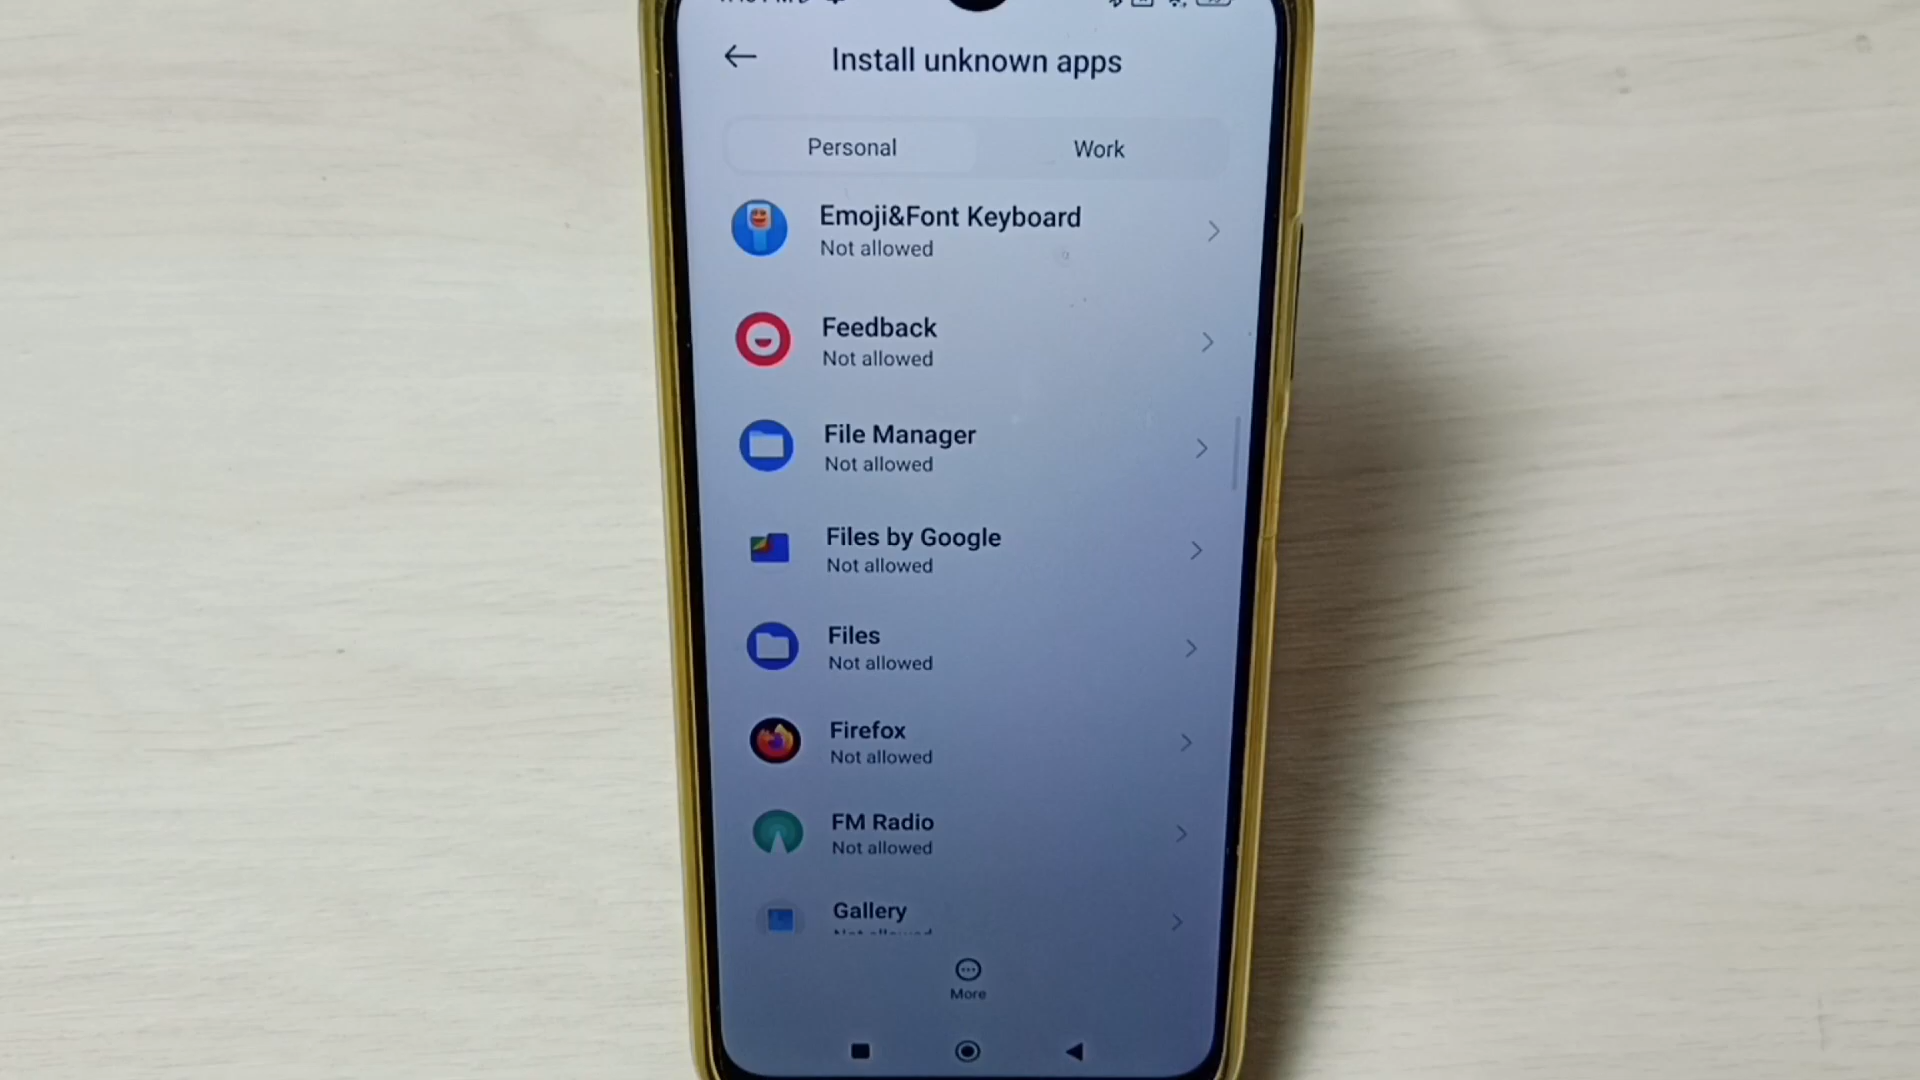 Install unknown apps
Personal Work
Emoji&Font Keyboard
Not allowed
Feedback
Not allowed
File Manager
Not allowed
Files by Google
Not allowed
Files
Not allowed
Firefox
Not allowed
FM Radio
Not allowed
Gallery
More